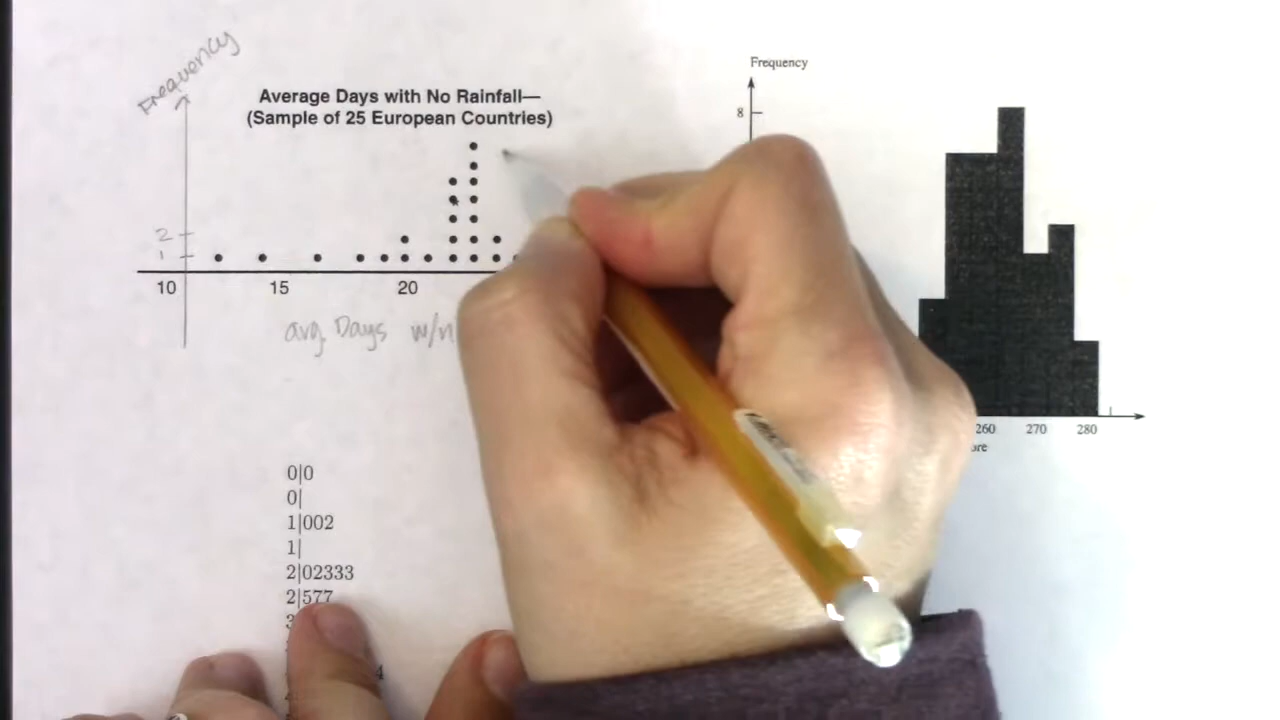 Frequency
Average Days with No Rainfall—
(Sample of 25 European Countries)
2
1
10 15 20
avg. Days w/n
Frequency
8
260 270 280
ore
0|0
0|
1|002
1|
2|02333
2|577
3
4
4